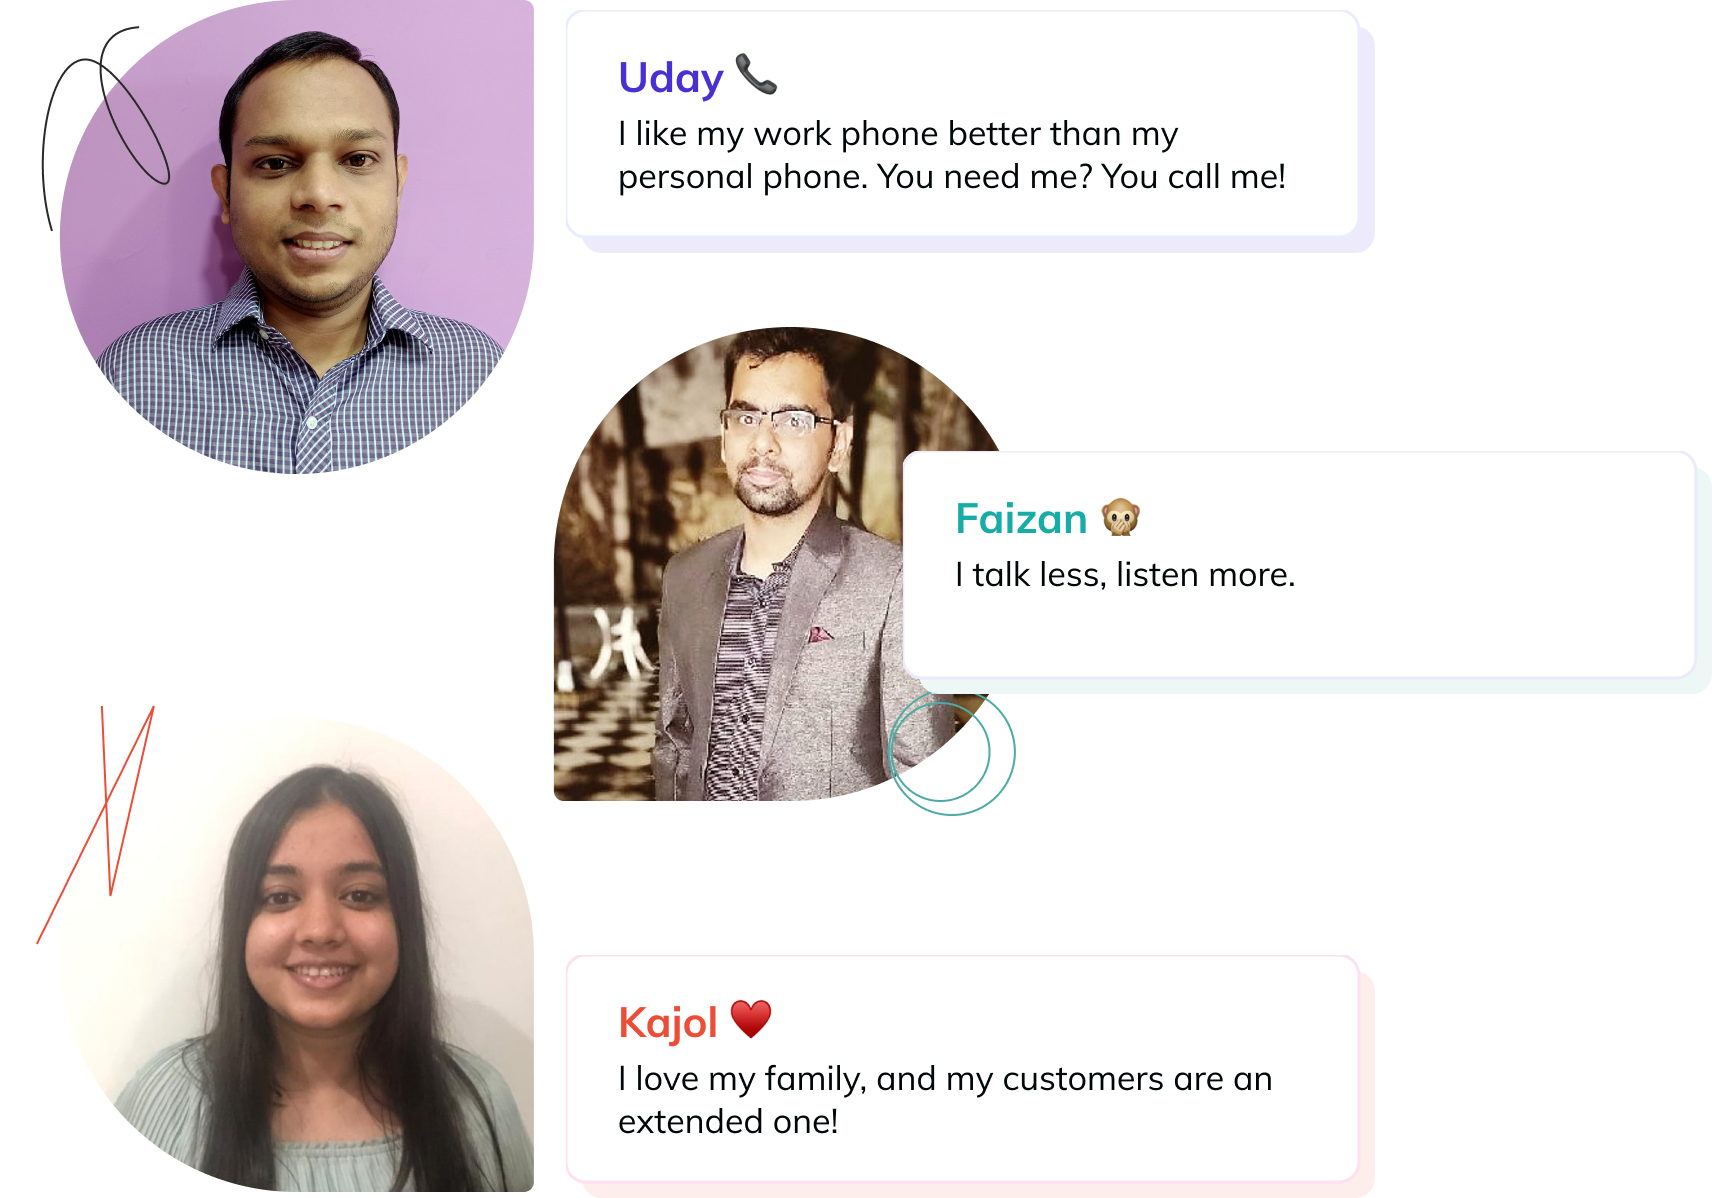 Uday 📞
I like my work phone better than my
personal phone. You need me? You call me!
Faizan 🙊
I talk less, listen more.
Kajol ♥️
I love my family, and my customers are an
extended one!